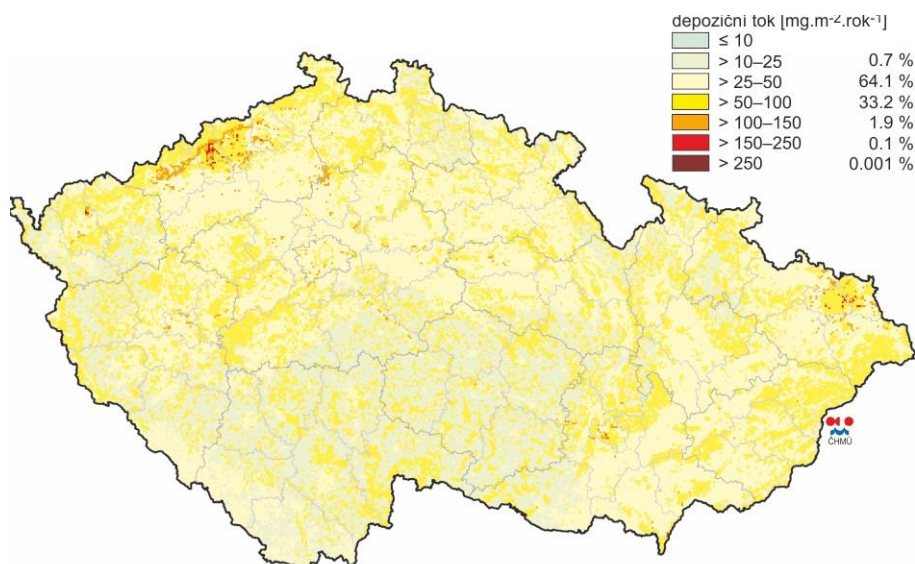 depoziční tok [mg.m-2.rok-1]
≤ 10
> 10–25 0.7 %
> 25–50 64.1 %
> 50–100 33.2 %
> 100–150 1.9 %
> 150–250 0.1 %
> 250 0.001 %
ČHMÚ